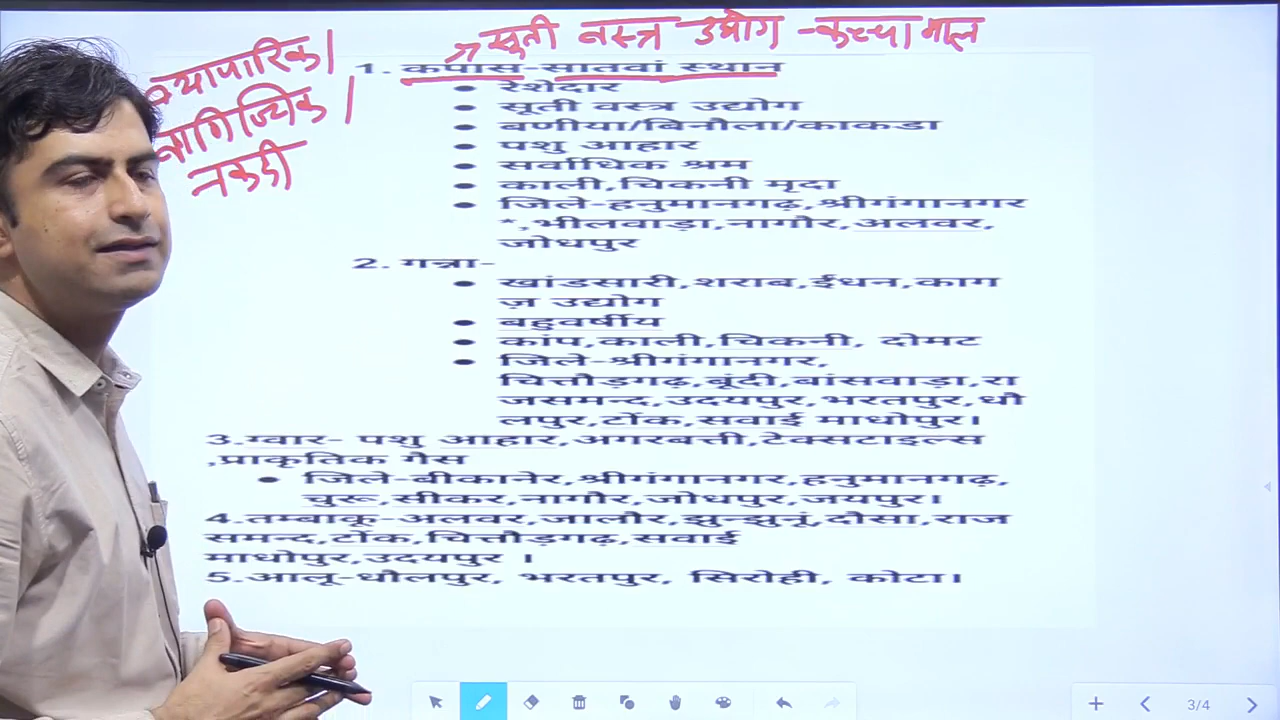 → सूती वस्त्र उद्योग - कच्चा माल
व्यापारिक/
वाणिज्यिक/
नकदी
1. कपास-सातवां स्थान
• रेशेदार
• सूती वस्त्र उद्योग
• बणीया/बिनौला/काकडा
• पशु आहार
• सर्वाधिक श्रम
• काली,चिकनी मृदा
• जिले-हनुमानगढ़,श्रीगंगानगर
*,भीलवाड़ा,नागौर,अलवर,
जोधपुर
2. गन्ना-
• खांडसारी,शराब,ईधन,काग
ज़ उद्योग
• बहुवर्षीय
• कांप,काली,चिकनी, दोमट
• जिले-श्रीगंगानगर,
चित्तौड़गढ़,बूंदी,बांसवाड़ा,रा
जसमन्द,उदयपुर,भरतपुर,धौ
लपुर,टोंक,सवाई माधोपुर।
3.ग्वार- पशु आहार,अगरबत्ती,टेक्सटाइल्स
,प्राकृतिक गैस
• जिले-बीकानेर,श्रीगंगानगर,हनुमानगढ़,
चुरू,सीकर,नागौर,जोधपुर,जयपुर।
4.तम्बाकू-अलवर,जालौर,झुन्झुनूं,दौसा,राज
समन्द,टोंक,चित्तौड़गढ़,सवाई
माधोपुर,उदयपुर ।
5.आलू-धौलपुर, भरतपुर, सिरोही, कोटा।
3/4